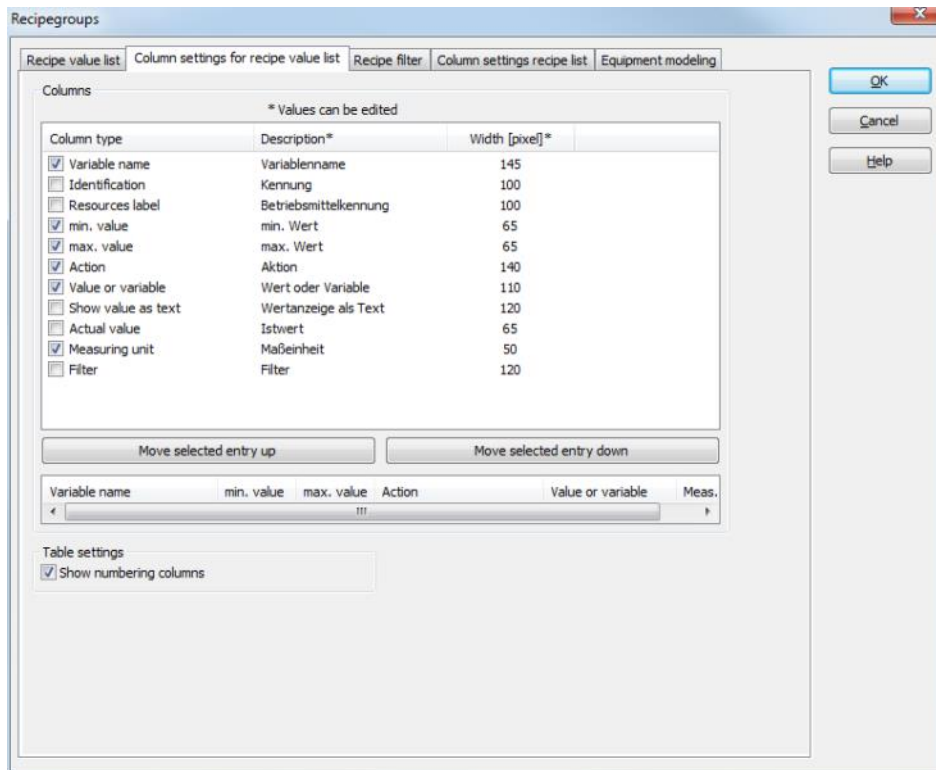 Recipegroups
Recipe value list Column settings for recipe value list Recipe filter Column settings recipe list Equipment modeling
OK
Cancel
Help
Columns
* Values can be edited
Column type Description* Width [pixel]*
Variable name Variablenname 145
Identification Kennung 100
Resources label Betriebsmittelkennung 100
min. value min. Wert 65
max. value max. Wert 65
Action Aktion 140
Value or variable Wert oder Variable 110
Show value as text Wertanzeige als Text 120
Actual value Istwert 65
Measuring unit Maßeinheit 50
Filter Filter 120
Move selected entry up Move selected entry down
Variable name min. value max. value Action Value or variable Meas.
Table settings
Show numbering columns